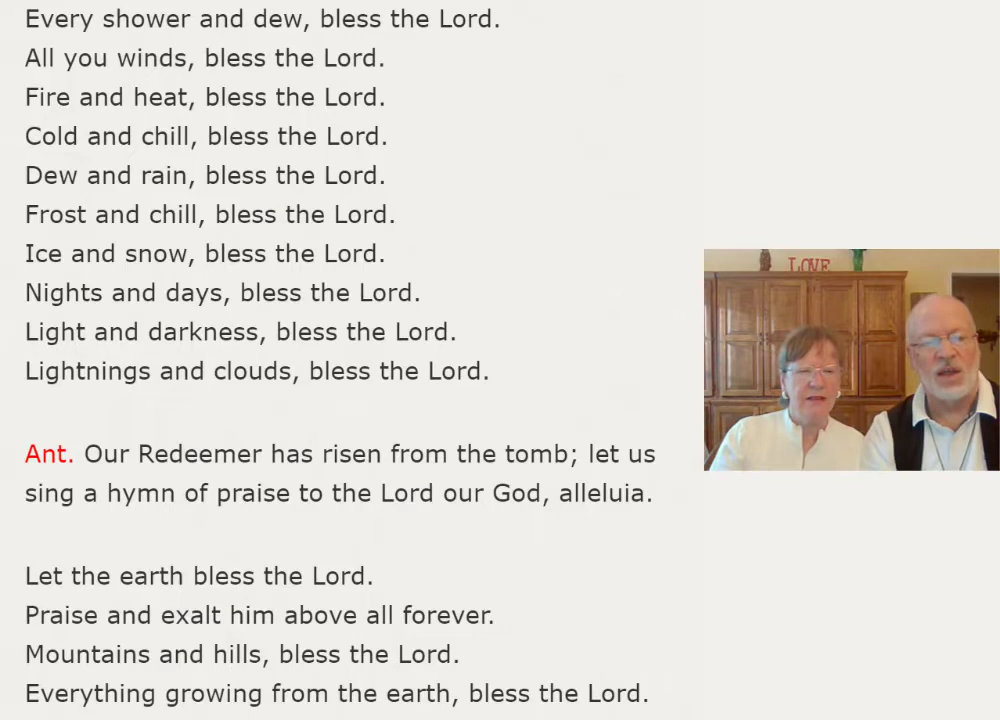 Every shower and dew, bless the Lord.
All you winds, bless the Lord.
Fire and heat, bless the Lord.
Cold and chill, bless the Lord.
Dew and rain, bless the Lord.
Frost and chill, bless the Lord.
Ice and snow, bless the Lord.
Nights and days, bless the Lord.
Light and darkness, bless the Lord.
Lightnings and clouds, bless the Lord.
Ant. Our Redeemer has risen from the tomb; let us
sing a hymn of praise to the Lord our God, alleluia.
Let the earth bless the Lord.
Praise and exalt him above all forever.
Mountains and hills, bless the Lord.
Everything growing from the earth, bless the Lord.
LOVE